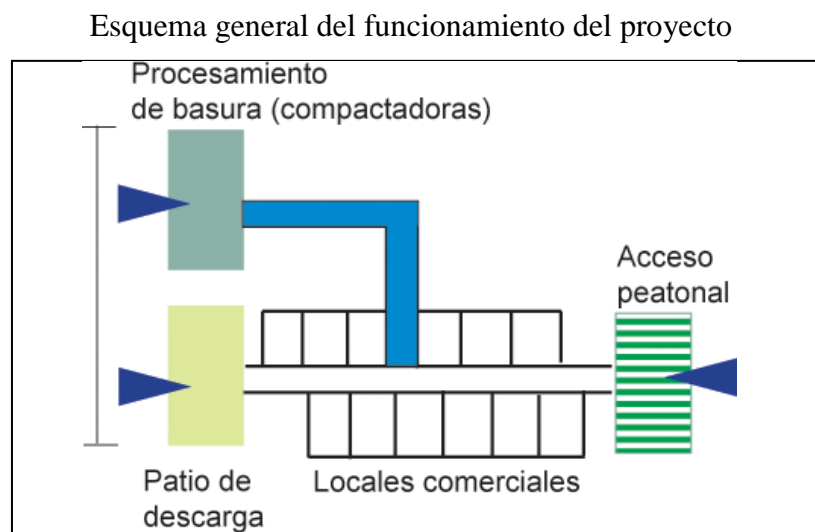 Esquema general del funcionamiento del proyecto
Procesamiento
de basura (compactadoras)
Acceso
peatonal
Patio de
descarga
Locales comerciales